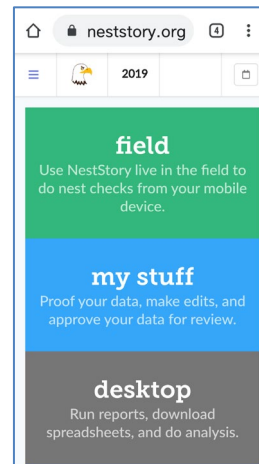 neststory.org 4
2019
field
Use NestStory live in the field to
do nest checks from your mobile
device.
my stuff
Proof your data, make edits, and
approve your data for review.
desktop
Run reports, download
spreadsheets, and do analysis.